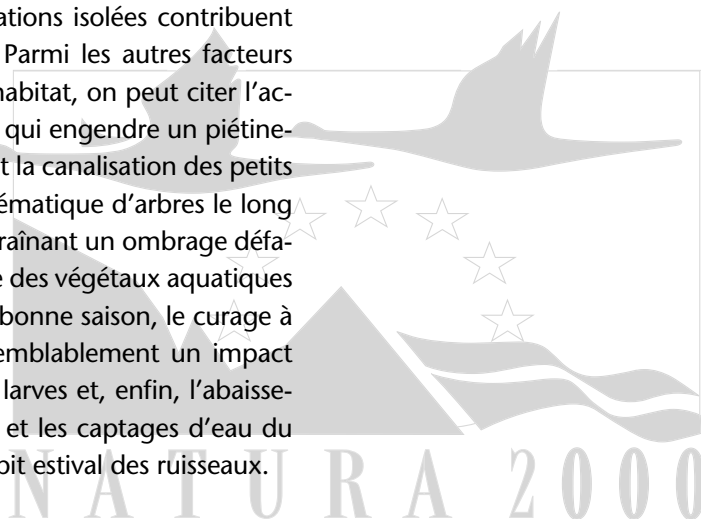 ations isolées contribuent
Parmi les autres facteurs
habitat, on peut citer l'ac-
qui engendre un piétine-
t la canalisation des petits
ématique d'arbres le long
raînant un ombrage défa-
e des végétaux aquatiques
bonne saison, le curage à
emblablement un impact
larves et, enfin, l'abaisse-
et les captages d'eau du
bit estival des ruisseaux.
NATURA 2000